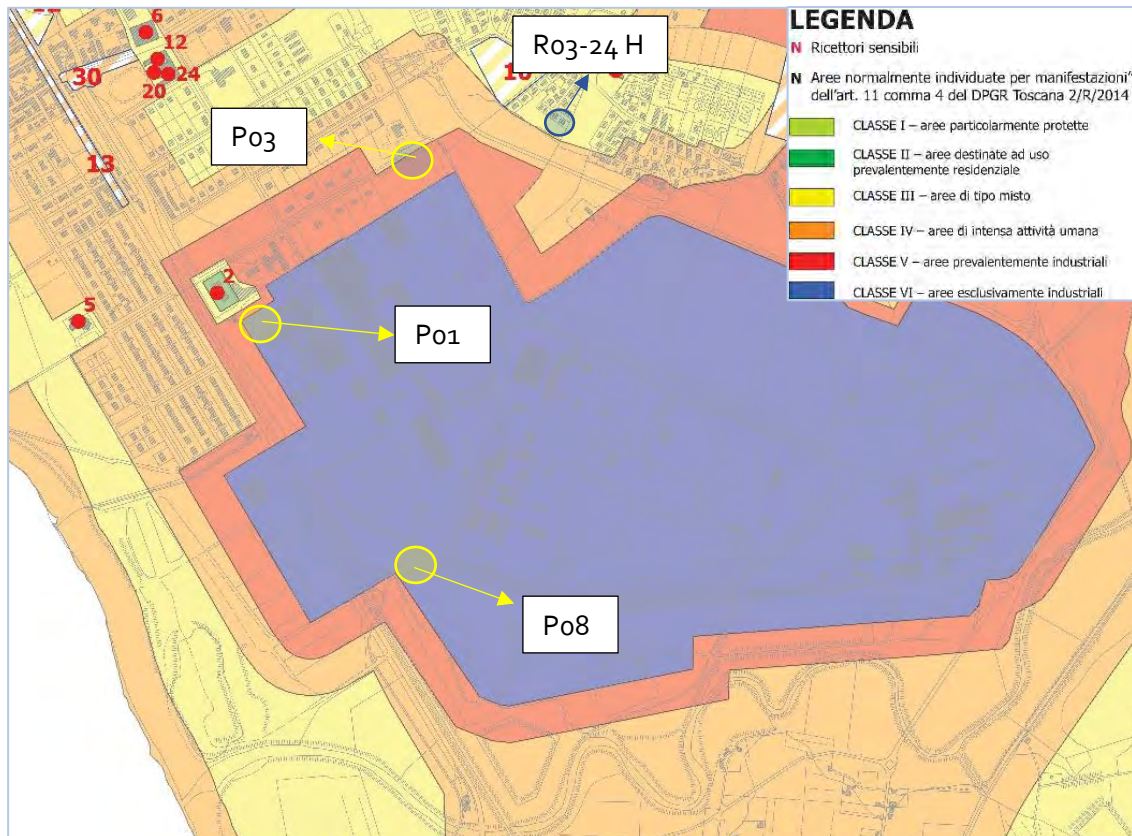 6
12
30
20
24
13
2
5
R03-24 H
P03
P01
P08
LEGENDA
N Ricettori sensibili
N Aree normalmente individuate per manifestazioni"
dell'art. 11 comma 4 del DPGR Toscana 2/R/2014
CLASSE I – aree particolarmente protette
CLASSE II – aree destinate ad uso
prevalentemente residenziale
CLASSE III – aree di tipo misto
CLASSE IV – aree di intensa attività umana
CLASSE V – aree prevalentemente industriali
CLASSE VI – aree esclusivamente industriali